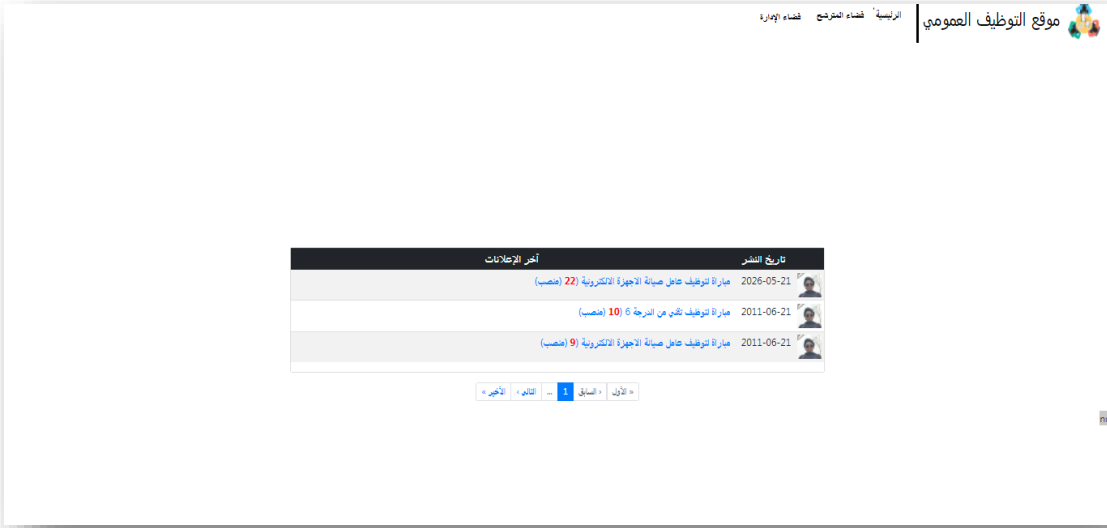 موقع التوظيف العمومي
الرئيسية فضاء المترشح فضاء الإدارة
تاريخ النشر آخر الإعلانات
2026-05-21 مباراة لتوظيف عامل صيانة الاجهزة الالكترونية (22 (منصب)
2011-06-21 مباراة لتوظيف تقني من الدرجة 6 (10 (منصب)
2011-06-21 مباراة لتوظيف عامل صيانة الاجهزة الالكترونية (9 (منصب)
« الأول ‹ السابق 1 ... التالي › الأخير »